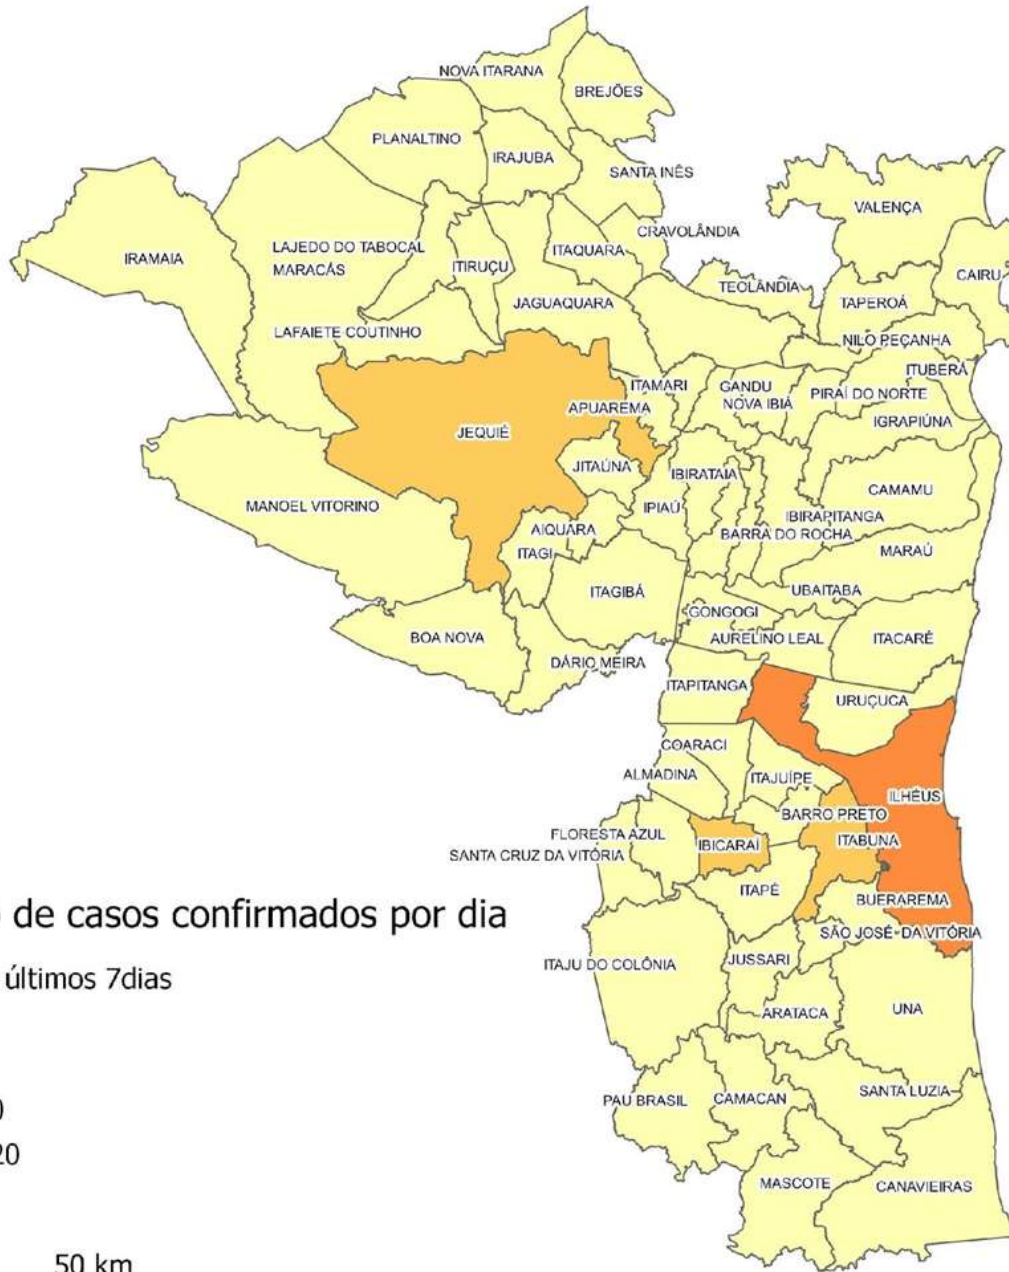 NOVA ITARANA
BREJÕES
PLANALTINO
IRAJUBA
SANTA INÊS
VALENÇA
CRAVOLÂNDIA
IRAMAIA
LAJEDO DO TABOCAL
ITAQUARA
MARACÁS
ITIRUÇU
CAIRU
TEOLÂNDIA
JAGUAQUARA
TAPEROÁ
LAFAIETE COUTINHO
NILO PEÇANHA
ITUBERÁ
ITAMARI
GANDU
PIRAÍ DO NORTE
APUAREMA
NOVA IBIÁ
IGRAPIÚNA
JEQUIÉ
JITAÚNA
IBIRATAIA
CAMAMU
MANOEL VITORINO
IPIAÚ
IBIRAPITANGA
AIQUARA
BARRA DO ROCHA
ITAGI
MARAÚ
ITAGIBÁ
UBAITABA
GONGOGI
BOA NOVA
AURELINO LEAL
ITACARÉ
DÁRIO MEIRA
ITAPITANGA
URUÇUCA
COARACI
ALMADINA
ITAJUÍPE
ILHÉUS
BARRO PRETO
FLORESTA AZUL
IBICARAÍ
ITABUNA
SANTA CRUZ DA VITÓRIA
ITAPÉ
BUERAREMA
de casos confirmados por dia
SÃO JOSÉ DA VITÓRIA
ITAJU DO COLÔNIA
JUSSARI
últimos 7dias
ARATACA
UNA
SANTA LUZIA
PAU BRASIL
CAMACAN
20
MASCOTE
CANAVIEIRAS
50 km